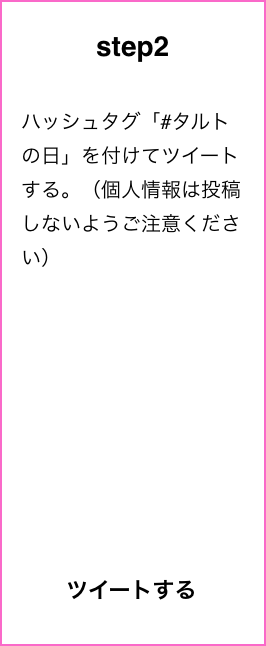 step2
ハッシュタグ「#タルト
の日」を付けてツイート
する。（個人情報は投稿
しないようご注意くださ
い）
ツイートする